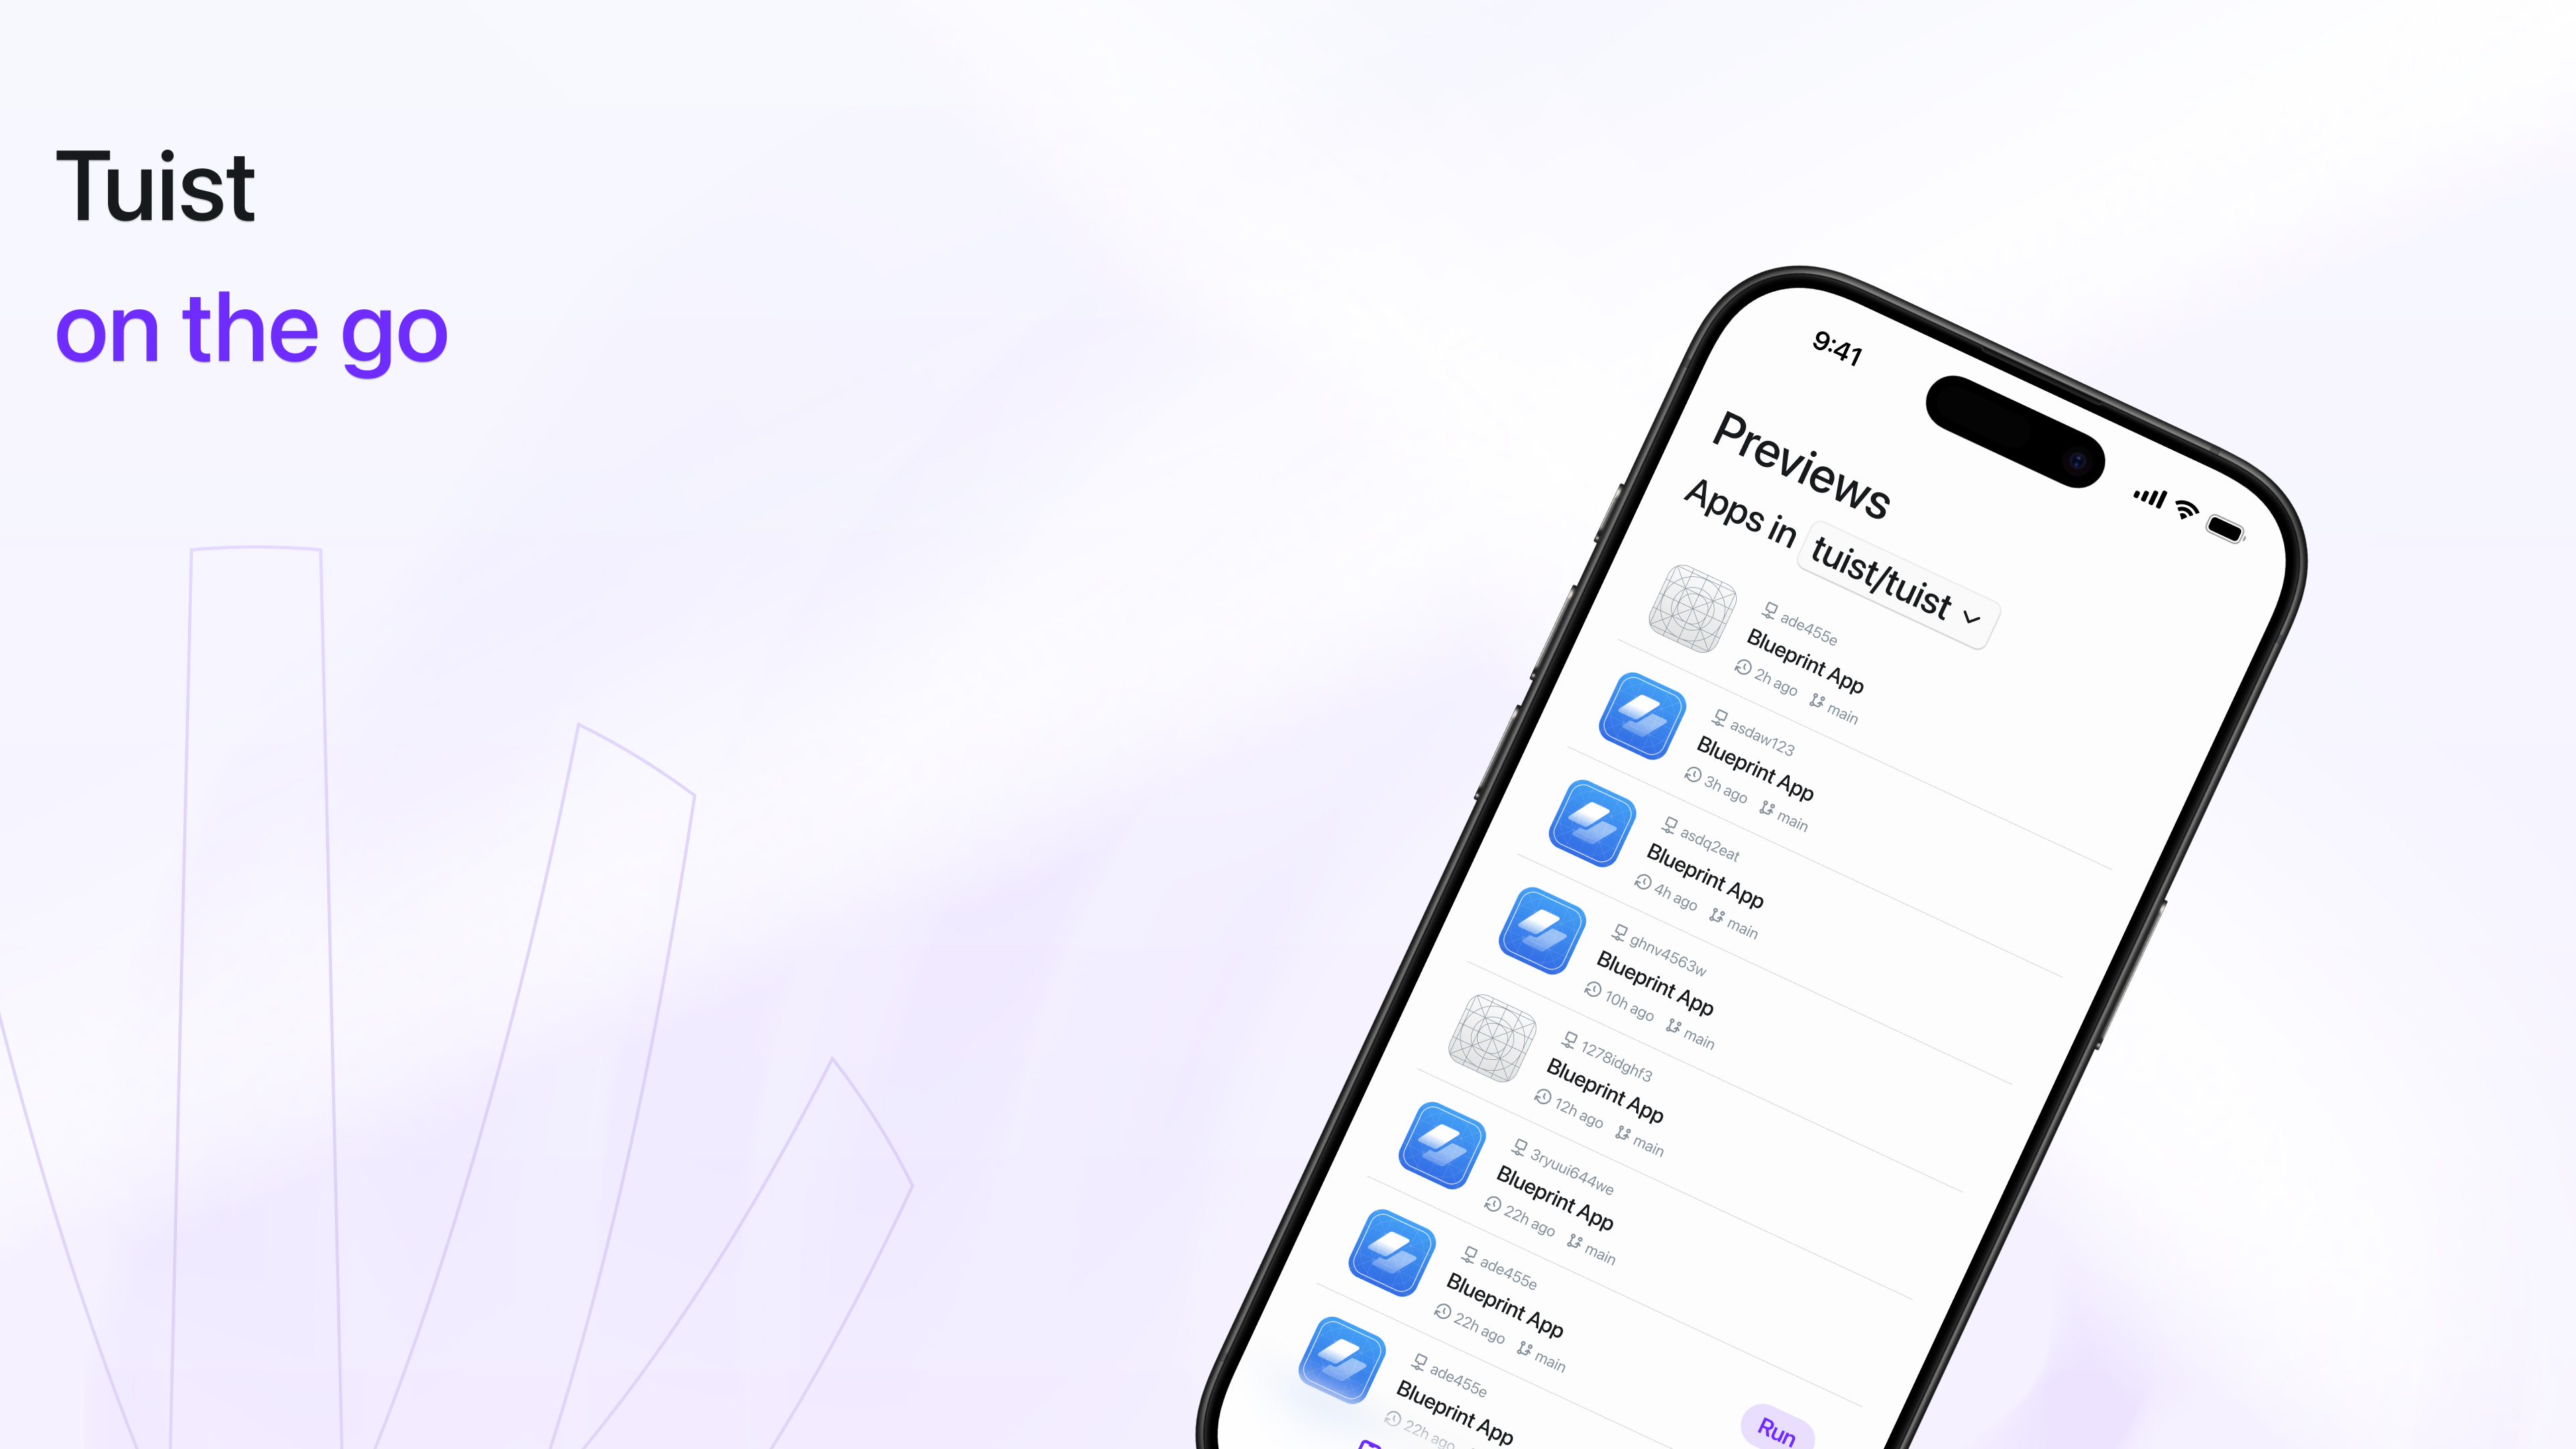 Tuist
on the go
9:41
Previews
Apps in tuist/tuist
ade455e
Blueprint App
2h ago main
asdaw123
Blueprint App
3h ago main
asdq2eat
Blueprint App
4h ago main
ghnv4563w
Blueprint App
10h ago main
1278idghf3
Blueprint App
12h ago main
3ryuui644we
Blueprint App
22h ago main
ade455e
Blueprint App
22h ago main
ade455e
Blueprint App
22h ago
Run